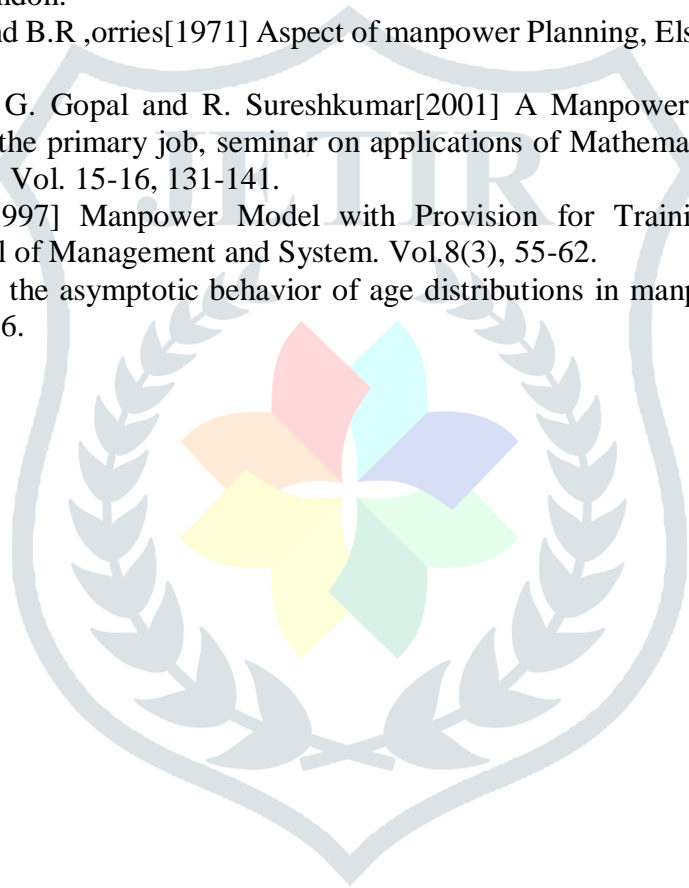 ndon.
nd B.R ,orries[1971] Aspect of manpower Planning, Els
G. Gopal and R. Sureshkumar[2001] A Manpower
the primary job, seminar on applications of Mathema
Vol. 15-16, 131-141.
997] Manpower Model with Provision for Traini
l of Management and System. Vol.8(3), 55-62.
the asymptotic behavior of age distributions in manp
6.
JETIR